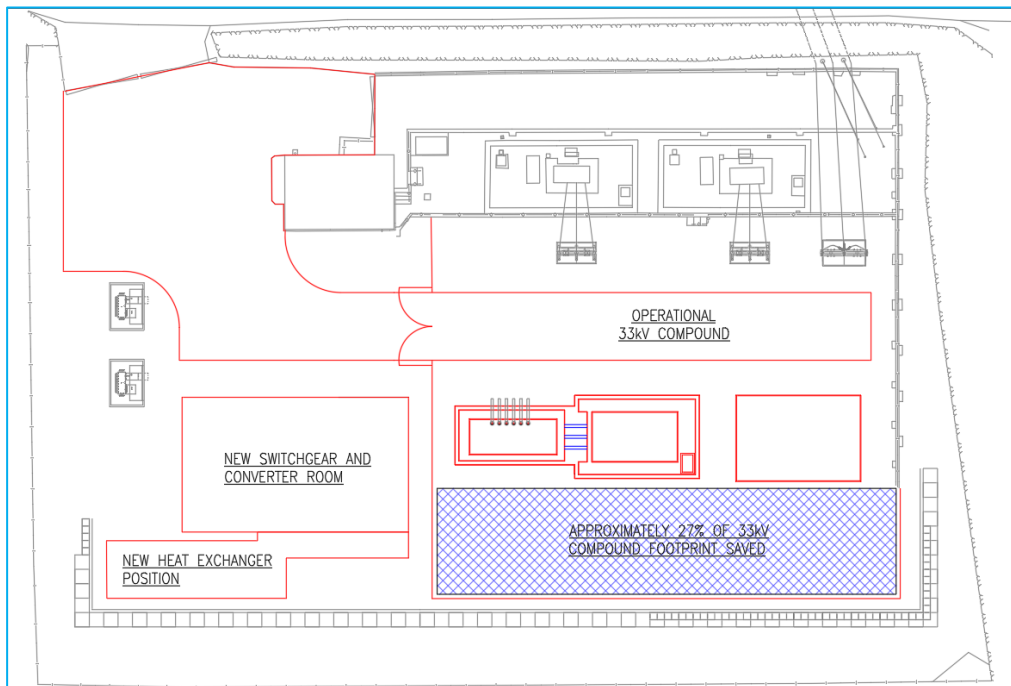 OPERATIONAL
33kV COMPOUND
NEW SWITCHGEAR AND
CONVERTER ROOM
APPROXIMATELY 27% OF 33kV
COMPOUND FOOTPRINT SAVED
NEW HEAT EXCHANGER
POSITION